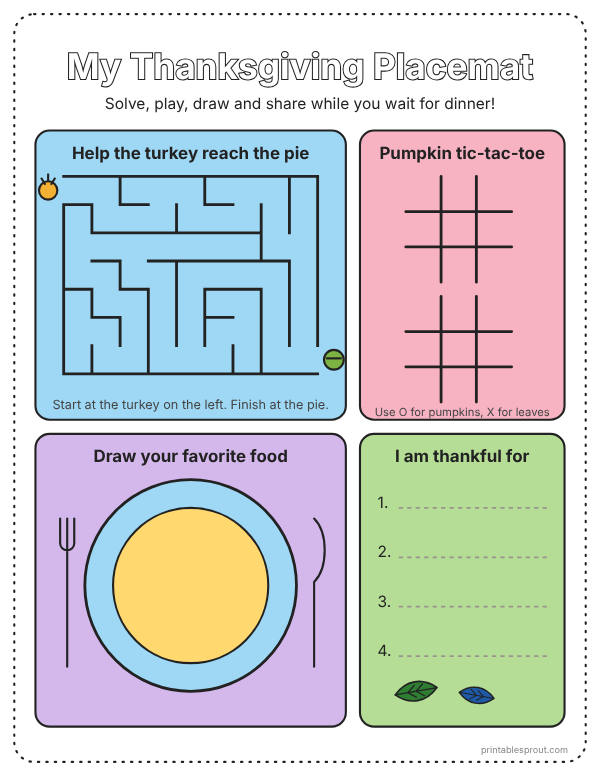 My Thanksgiving Placemat
Solve, play, draw and share while you wait for dinner!
Help the turkey reach the pie
Start at the turkey on the left. Finish at the pie.
Pumpkin tic-tac-toe
Use O for pumpkins, X for leaves
Draw your favorite food
I am thankful for
1.
2.
3.
4.
printablesprout.com